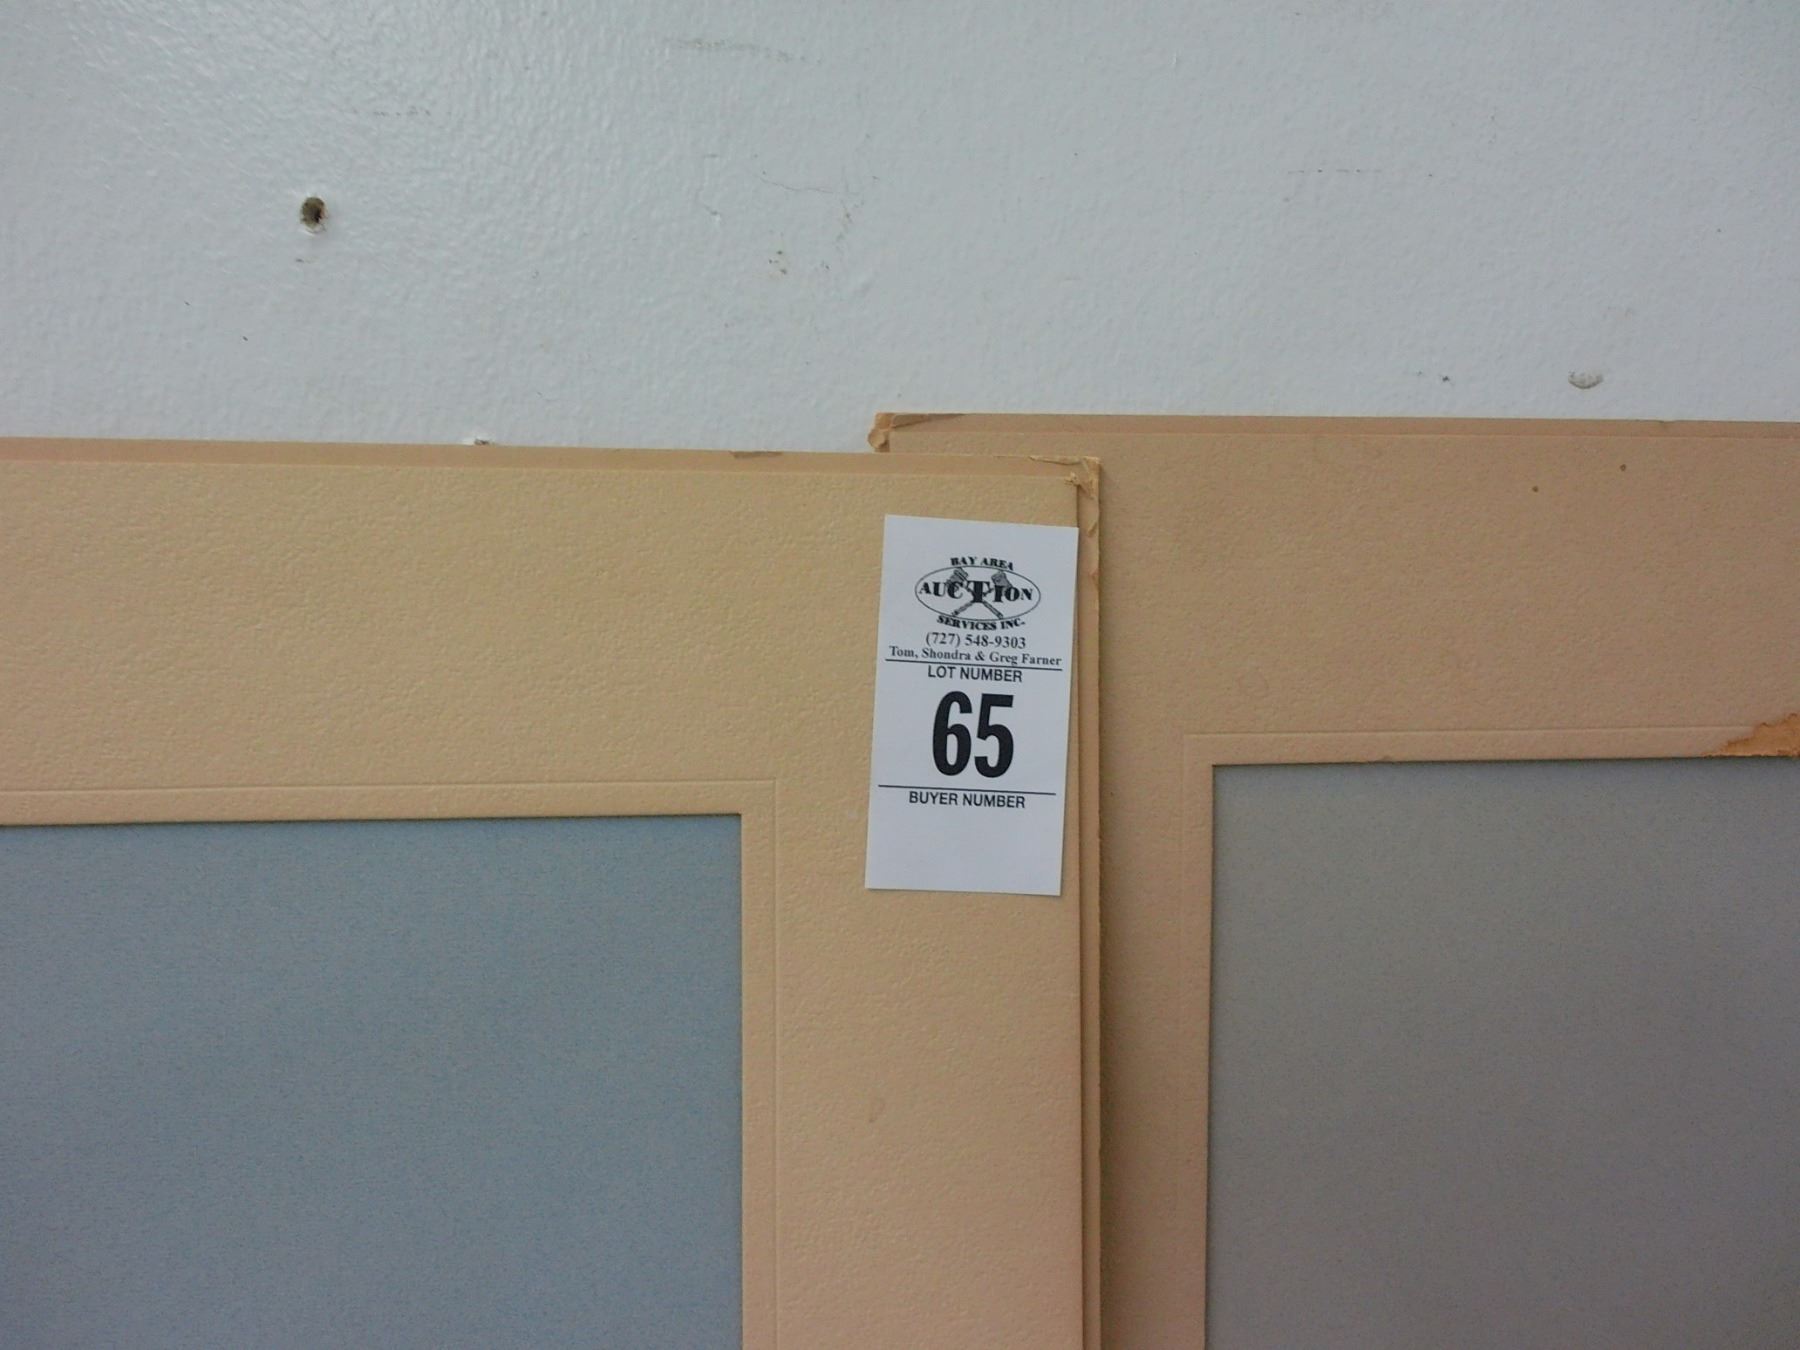 BAY AREA
AUCTION
SERVICES INC.
(727) 548-9303
Tom, Shondra & Greg Farner
LOT NUMBER
65
BUYER NUMBER